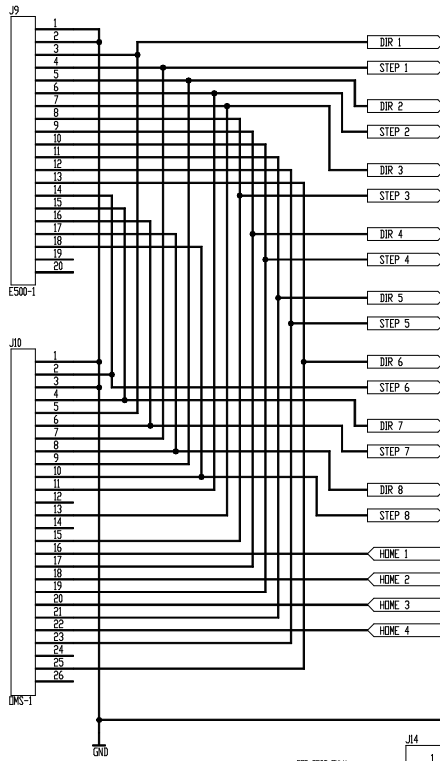 J9
1
2
3
4
5
6
7
8
9
10
11
12
13
14
15
16
17
18
19
20
E500-1
DIR 1
STEP 1
DIR 2
STEP 2
DIR 3
STEP 3
DIR 4
STEP 4
DIR 5
STEP 5
DIR 6
STEP 6
DIR 7
STEP 7
DIR 8
STEP 8
HOME 1
HOME 2
HOME 3
HOME 4
J10
1
2
3
4
5
6
7
8
9
10
11
12
13
14
15
16
17
18
19
20
21
22
23
24
25
26
OMS-1
GND
J14
1